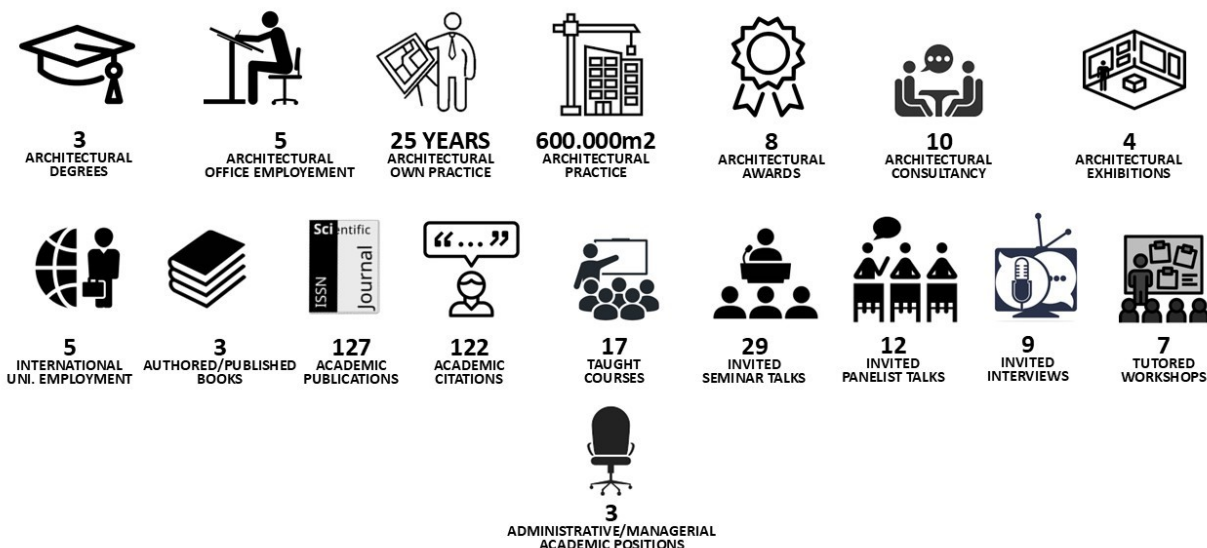 3
ARCHITECTURAL
DEGREES
5
ARCHITECTURAL
OFFICE EMPLOYEMENT
25 YEARS
ARCHITECTURAL
OWN PRACTICE
600.000m2
ARCHITECTURAL
PRACTICE
8
ARCHITECTURAL
AWARDS
10
ARCHITECTURAL
CONSULTANCY
4
ARCHITECTURAL
EXHIBITIONS
Scientific
ISSN
Journal
“ ... ”
5
INTERNATIONAL
UNI. EMPLOYMENT
3
AUTHORED/PUBLISHED
BOOKS
127
ACADEMIC
PUBLICATIONS
122
ACADEMIC
CITATIONS
17
TAUGHT
COURSES
29
INVITED
SEMINAR TALKS
12
INVITED
PANELIST TALKS
9
INVITED
INTERVIEWS
7
TUTORED
WORKSHOPS
3
ADMINISTRATIVE/MANAGERIAL
ACADEMIC POSITIONS